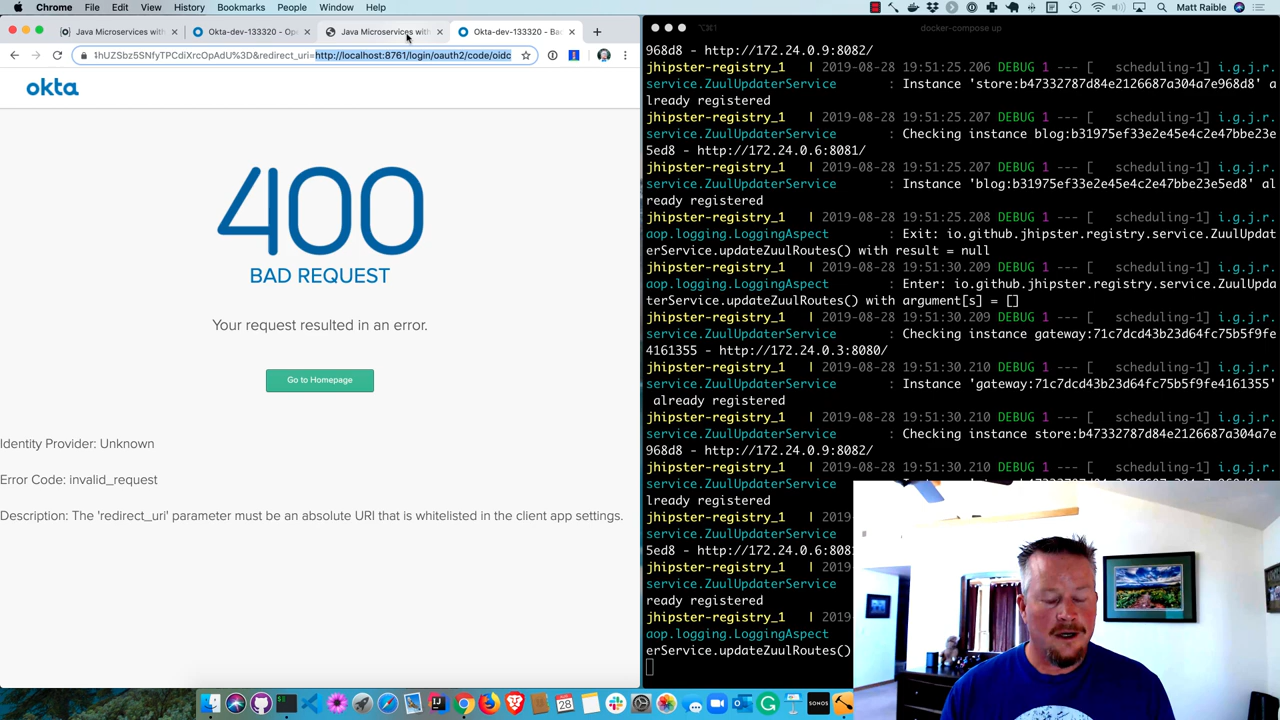 Chrome File Edit View History Bookmarks People Window Help
Matt Raible
Java Microservices with
Okta-dev-133320 -
Java Microservices with
Okta-dev-133320 - Ba
redirect_uri=http://localhost:8761/login/oauth2/code/oidc
okta
400
BAD REQUEST
Your request resulted in an error.
Go to Homepage
Identity Provider: Unknown
Error Code: invalid_request
Description: The 'redirect_uri' parameter must be an absolute URI that is whitelisted in the client app settings.
⌥⌘1
docker-compose up
968d8 - http://172.24.0.9:8082/
jhipster-registry_1 | 2019-08-28 19:51:25.206 DEBUG 1 --- [ scheduling-1] i.g.j.r.
service.ZuulUpdaterService : Instance 'store:b47332787d84e2126687a304a7e968d8' a
lready registered
jhipster-registry_1 | 2019-08-28 19:51:25.207 DEBUG 1 --- [ scheduling-1] i.g.j.r.
service.ZuulUpdaterService : Checking instance blog:b31975ef33e2e45e4c2e47bbe23e
5ed8 - http://172.24.0.6:8081/
jhipster-registry_1 | 2019-08-28 19:51:25.207 DEBUG 1 --- [ scheduling-1] i.g.j.r.
service.ZuulUpdaterService : Instance 'blog:b31975ef33e2e45e4c2e47bbe23e5ed8' al
ready registered
jhipster-registry_1 | 2019-08-28 19:51:25.208 DEBUG 1 --- [ scheduling-1] i.g.j.r.
aop.logging.LoggingAspect : Exit: io.github.jhipster.registry.service.ZuulUpdat
erService.updateZuulRoutes() with result = null
jhipster-registry_1 | 2019-08-28 19:51:30.209 DEBUG 1 --- [ scheduling-1] i.g.j.r.
aop.logging.LoggingAspect : Enter: io.github.jhipster.registry.service.ZuulUpda
terService.updateZuulRoutes() with argument[s] = []
jhipster-registry_1 | 2019-08-28 19:51:30.209 DEBUG 1 --- [ scheduling-1] i.g.j.r.
service.ZuulUpdaterService : Checking instance gateway:71c7dcd43b23d64fc75b5f9fe
4161355 - http://172.24.0.3:8080/
jhipster-registry_1 | 2019-08-28 19:51:30.210 DEBUG 1 --- [ scheduling-1] i.g.j.r.
service.ZuulUpdaterService : Instance 'gateway:71c7dcd43b23d64fc75b5f9fe4161355'
already registered
jhipster-registry_1 | 2019-08-28 19:51:30.210 DEBUG 1 --- [ scheduling-1] i.g.j.r.
service.ZuulUpdaterService : Checking instance store:b47332787d84e2126687a304a7e
968d8 - http://172.24.0.9:8082/
jhipster-registry_1 | 2019-08-28 19:51:30.210 DEBUG 1 --- [ scheduling-1] i.g.j.r.
service.ZuulUpdaterService
lready registered
jhipster-registry_1 | 2019
service.ZuulUpdaterService
5ed8 - http://172.24.0.6:808
jhipster-registry_1 | 2019
service.ZuulUpdaterService
ready registered
jhipster-registry_1 | 2019
aop.logging.LoggingAspect
erService.updateZuulRoutes()
28
SONOS